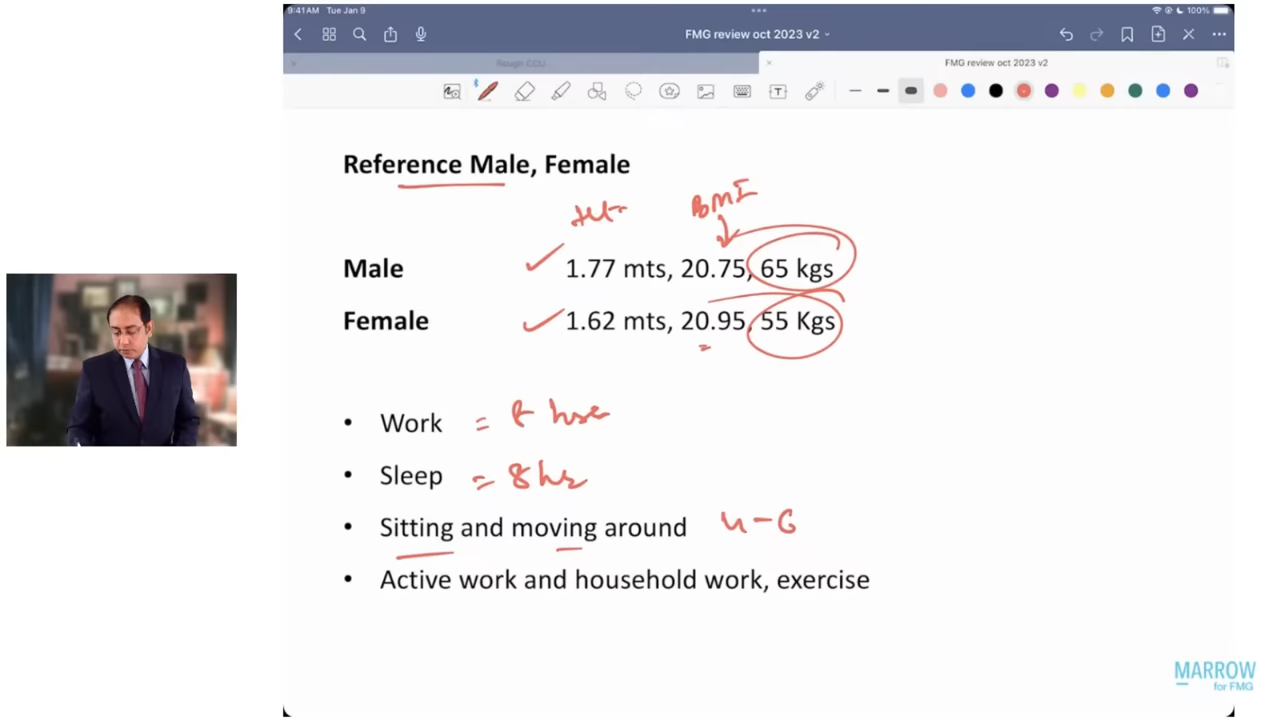 9:41 AM Tue Jan 9
100%
FMG review oct 2023 v2
Rough CCU
FMG review oct 2023 v2
Reference Male, Female
BMI
Male 1.77 mts, 20.75, 65 kgs
Female 1.62 mts, 20.95, 55 Kgs
• Work = 8 hrs
• Sleep = 8 hrs
• Sitting and moving around 4-6
• Active work and household work, exercise
MARROW
for FMG